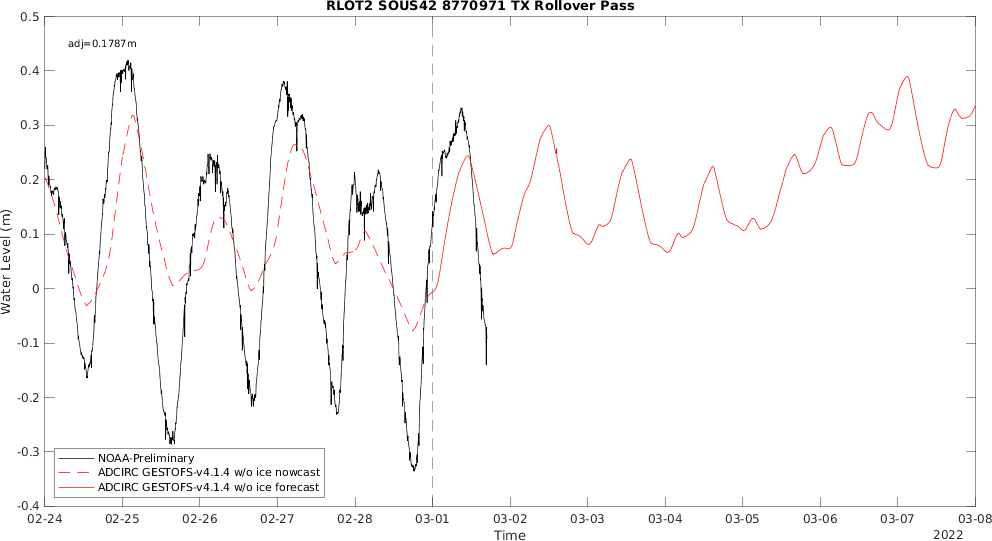 RLOT2 SOUS42 8770971 TX Rollover Pass
adj=0.1787m
0.5
0.4
0.3
0.2
0.1
0
-0.1
-0.2
-0.3
-0.4
Water Level (m)
NOAA-Preliminary
ADCIRC GESTOFS-v4.1.4 w/o ice nowcast
ADCIRC GESTOFS-v4.1.4 w/o ice forecast
02-24 02-25 02-26 02-27 02-28 03-01 03-02 03-03 03-04 03-05 03-06 03-07 03-08
Time
2022